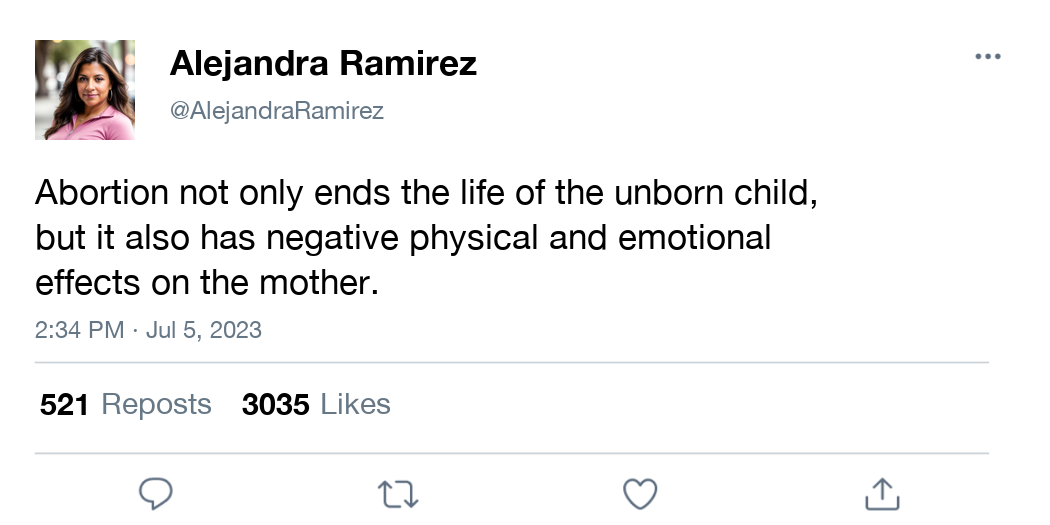 Alejandra Ramirez
@AlejandraRamirez
Abortion not only ends the life of the unborn child,
but it also has negative physical and emotional
effects on the mother.
2:34 PM · Jul 5, 2023
521 Reposts 3035 Likes